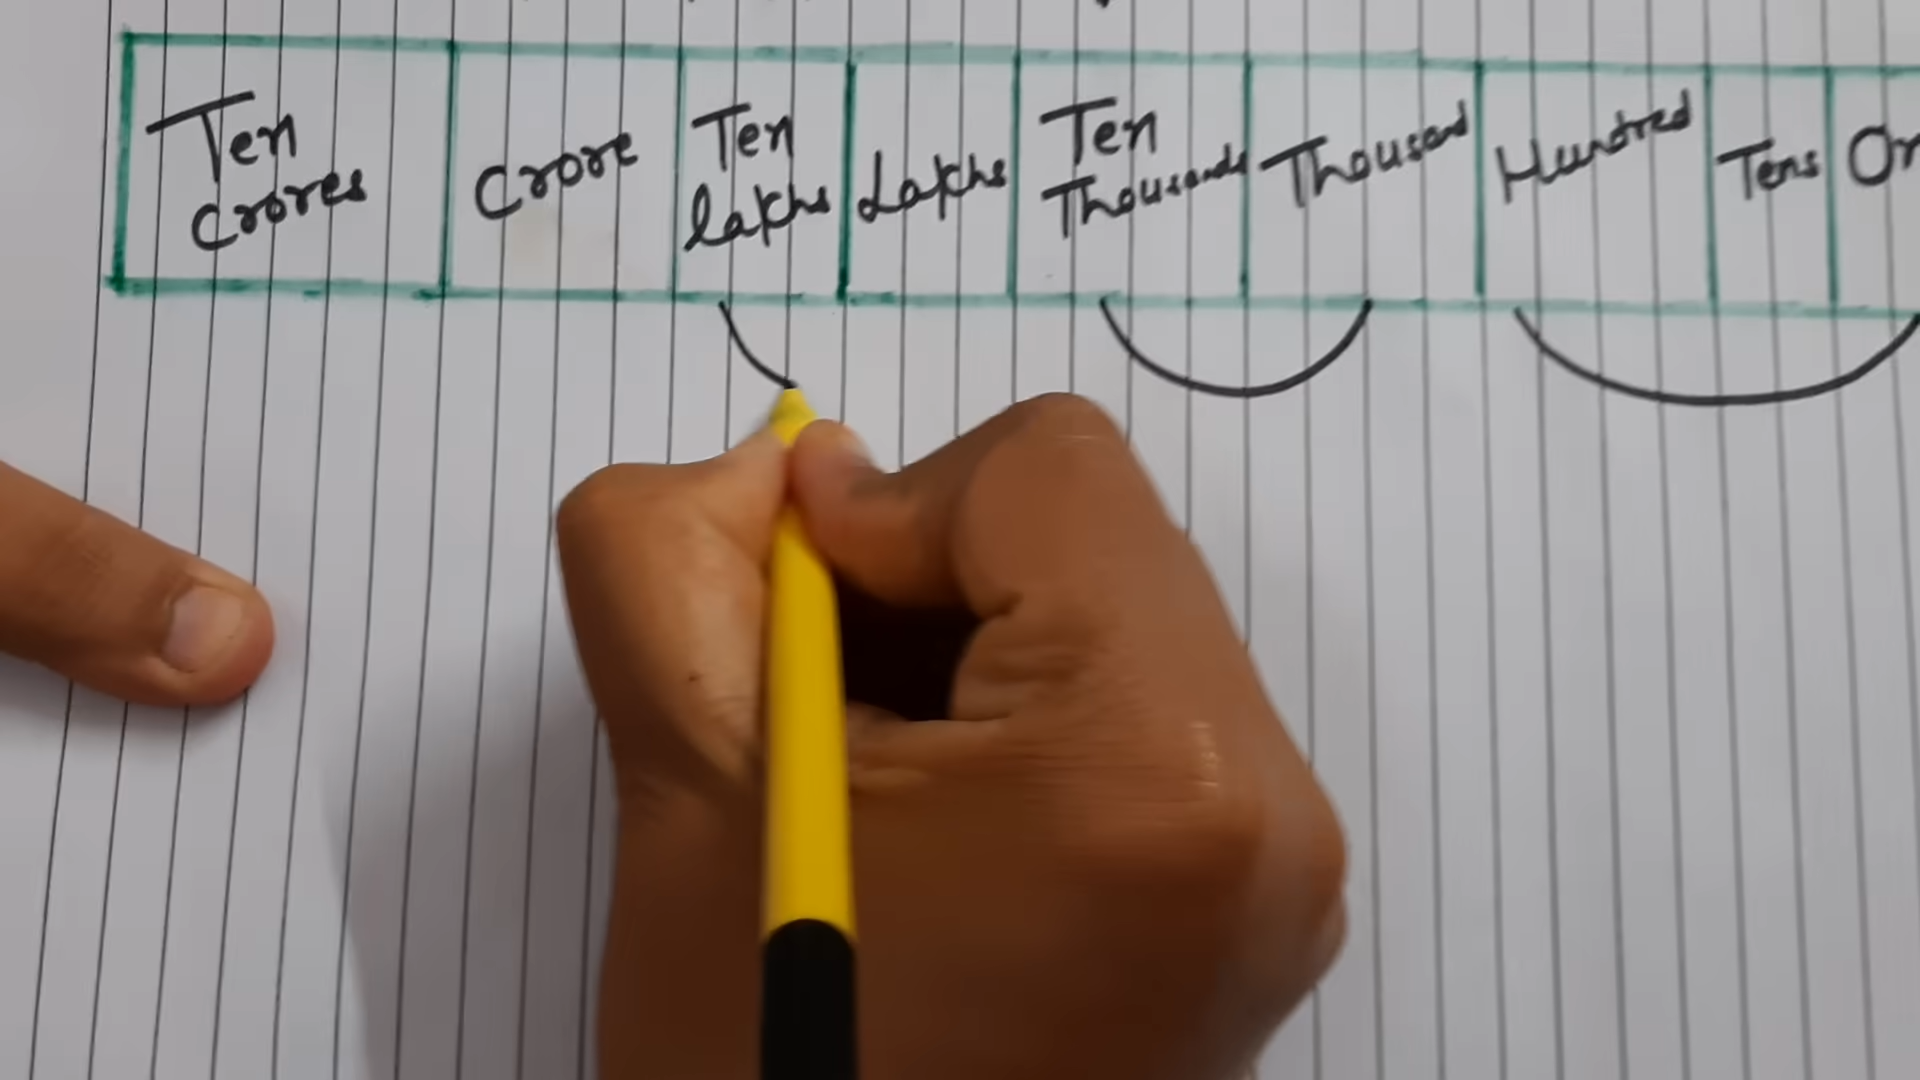 Ten
crores
Crore
Ten
lakhs
Lakhs
Ten
Thousands
Thousand
Hundred
Tens